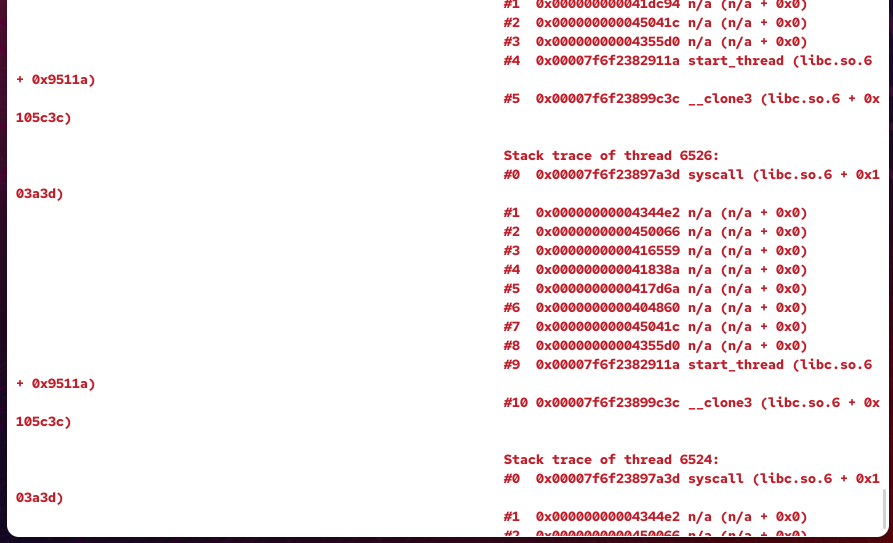 #1  0x000000000041dc94 n/a (n/a + 0x0)
#2  0x000000000045041c n/a (n/a + 0x0)
#3  0x00000000004355d0 n/a (n/a + 0x0)
#4  0x00007f6f2382911a start_thread (libc.so.6
+ 0x9511a)
#5  0x00007f6f23899c3c __clone3 (libc.so.6 + 0x
105c3c)
Stack trace of thread 6526:
#0  0x00007f6f23897a3d syscall (libc.so.6 + 0x1
03a3d)
#1  0x00000000004344e2 n/a (n/a + 0x0)
#2  0x0000000000450066 n/a (n/a + 0x0)
#3  0x0000000000416559 n/a (n/a + 0x0)
#4  0x000000000041838a n/a (n/a + 0x0)
#5  0x0000000000417d6a n/a (n/a + 0x0)
#6  0x0000000000404860 n/a (n/a + 0x0)
#7  0x000000000045041c n/a (n/a + 0x0)
#8  0x00000000004355d0 n/a (n/a + 0x0)
#9  0x00007f6f2382911a start_thread (libc.so.6
+ 0x9511a)
#10 0x00007f6f23899c3c __clone3 (libc.so.6 + 0x
105c3c)
Stack trace of thread 6524:
#0  0x00007f6f23897a3d syscall (libc.so.6 + 0x1
03a3d)
#1  0x00000000004344e2 n/a (n/a + 0x0)
#2  0x0000000000450066 n/a (n/a + 0x0)